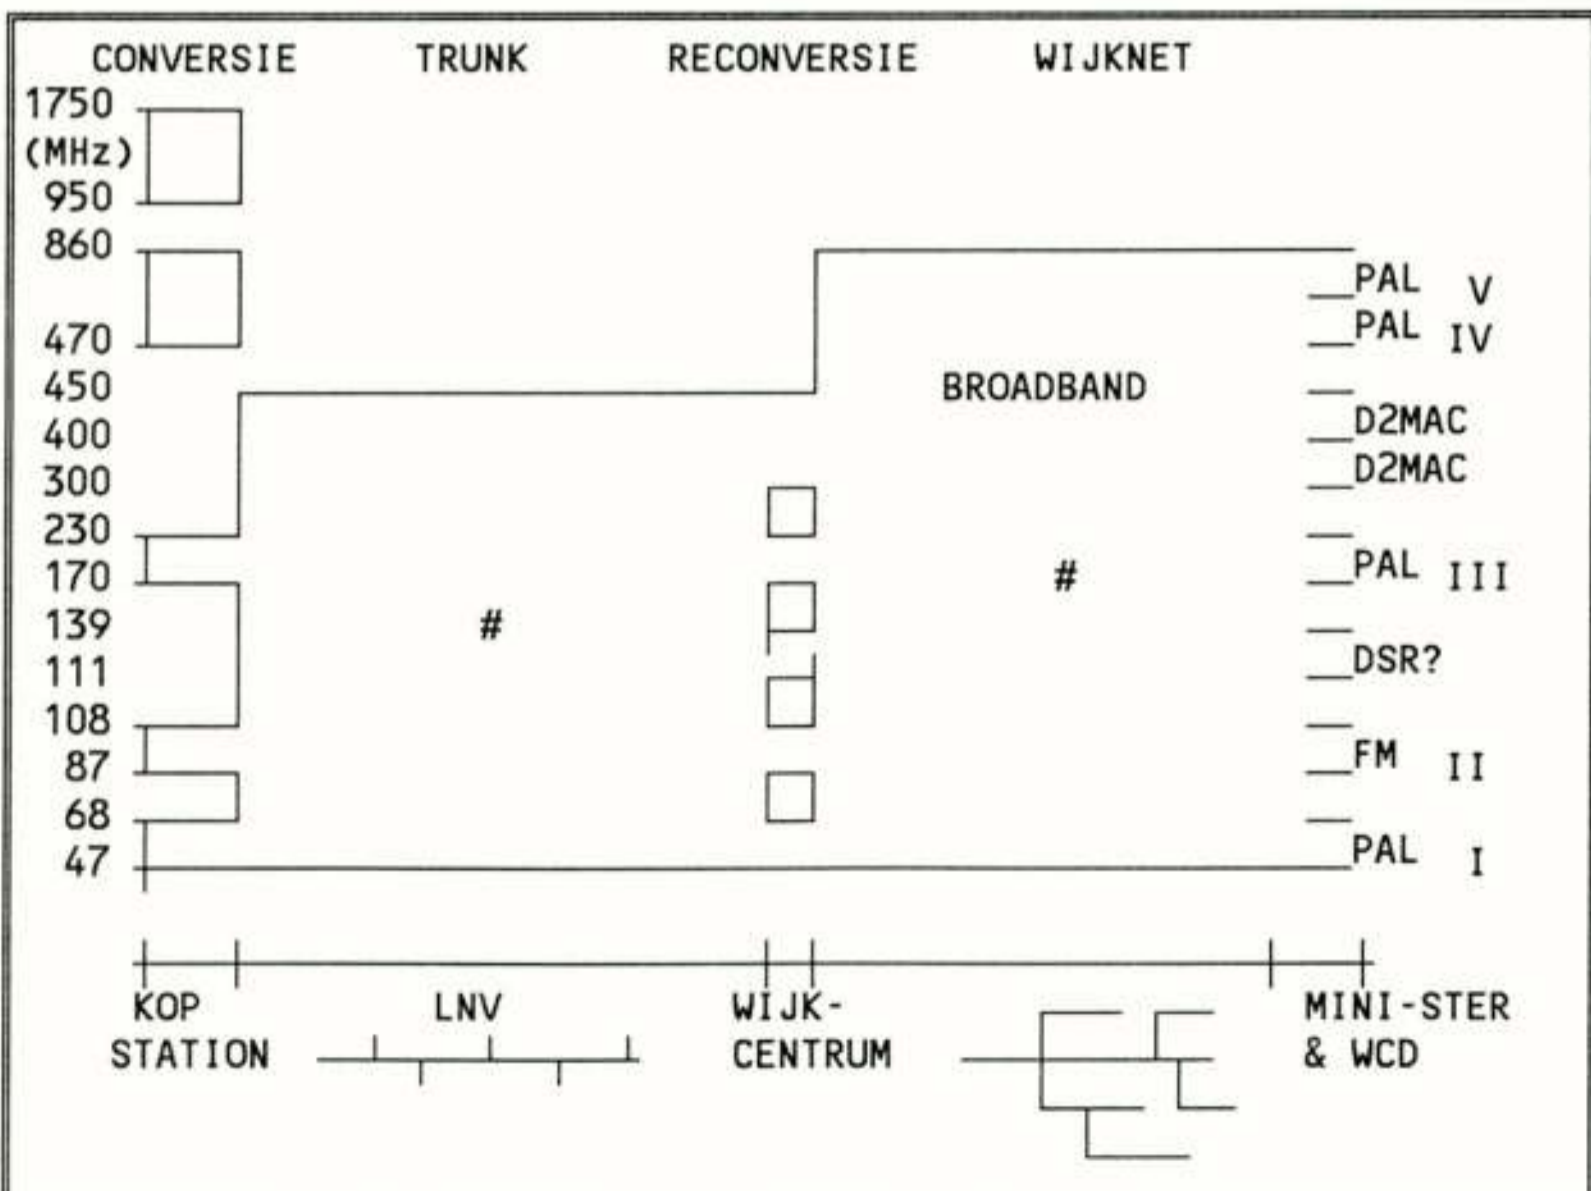 CONVERSIE TRUNK RECONVERSIE WIJKNET
1750
(MHz)
950
860
PAL V
470 PAL IV
450 BROADBAND
400 D2MAC
300 D2MAC
230
170 # PAL III
139 #
111 DSR?
108
87 FM II
68
47 PAL I
KOP LNV WIJK- MINI-STER
STATION CENTRUM & WCD